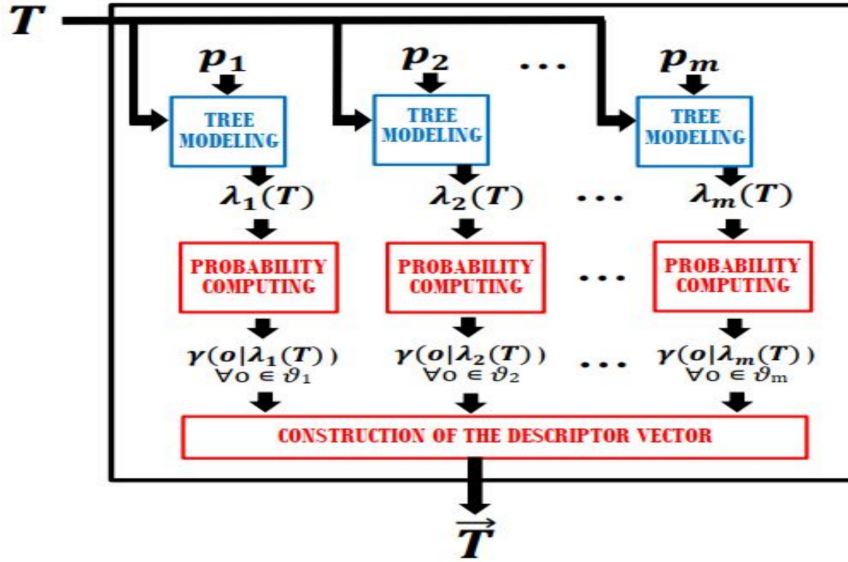 T
p₁ p₂ ... pₘ
TREE MODELING TREE MODELING TREE MODELING
λ₁(T) λ₂(T) ... λₘ(T)
PROBABILITY COMPUTING PROBABILITY COMPUTING ... PROBABILITY COMPUTING
γ(o|λ₁(T)) γ(o|λ₂(T)) ... γ(o|λₘ(T))
∀o ∈ ϑ₁ ∀o ∈ ϑ₂ ∀o ∈ ϑₘ
CONSTRUCTION OF THE DESCRIPTOR VECTOR
T⃗